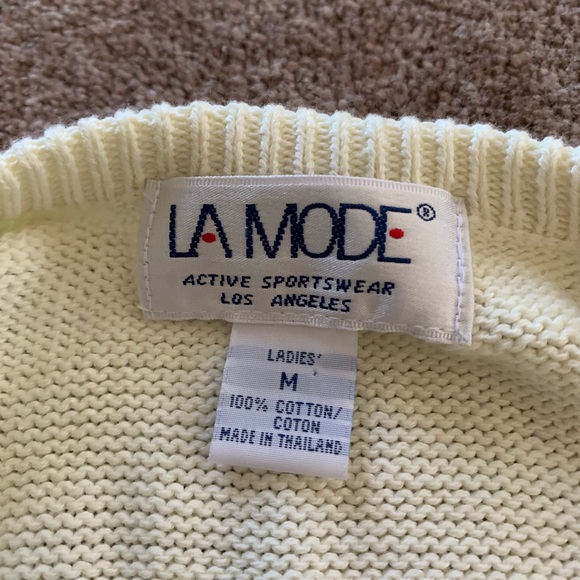 LA MODE®
ACTIVE SPORTSWEAR
LOS ANGELES
LADIES'
M
100% COTTON/
COTON
MADE IN THAILAND